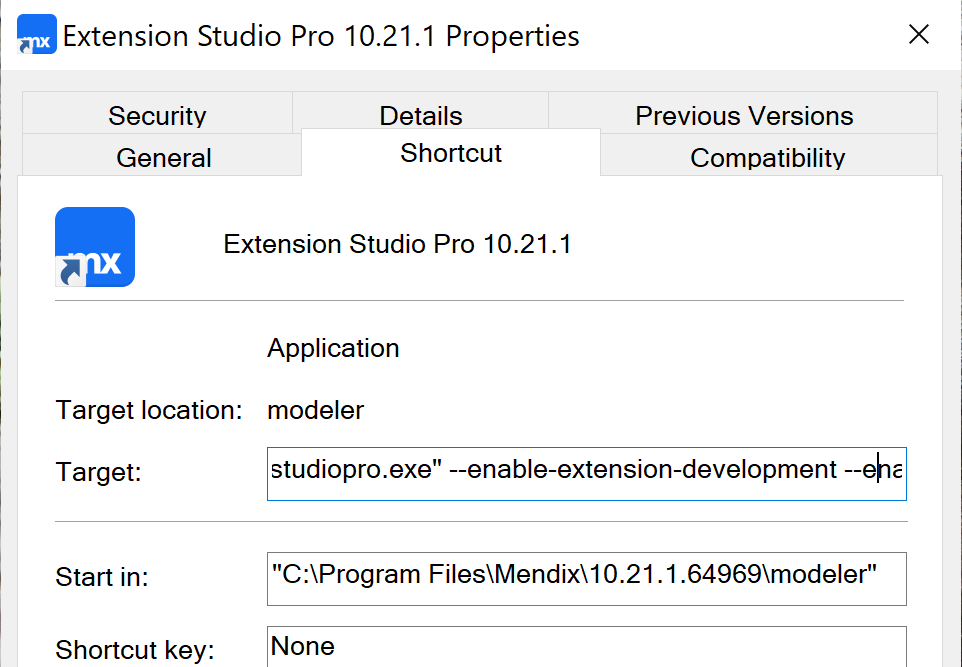 mx Extension Studio Pro 10.21.1 Properties
Security Details Previous Versions
General Shortcut Compatibility
mx Extension Studio Pro 10.21.1
Application
Target location: modeler
Target: studiopro.exe" --enable-extension-development --ena
Start in: "C:\Program Files\Mendix\10.21.1.64969\modeler"
Shortcut key: None